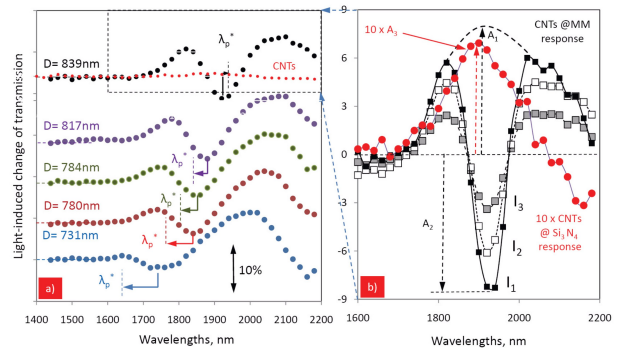 Light-induced change of transmission
λp*
D= 839nm
CNTs
D= 817nm
λp*
D= 784nm
λp*
D= 780nm
λp*
D= 731nm
λp*
10%
a)
1400 1500 1600 1700 1800 1900 2000 2100 2200
Wavelengths, nm
9
6
3
0
-3
-6
-9
10 x A3
A1
CNTs @MM
response
A2
I3
I2
I1
10 x CNTs
@ Si3 N4
response
b)
1600 1800 2000 2200
Wavelengths, nm